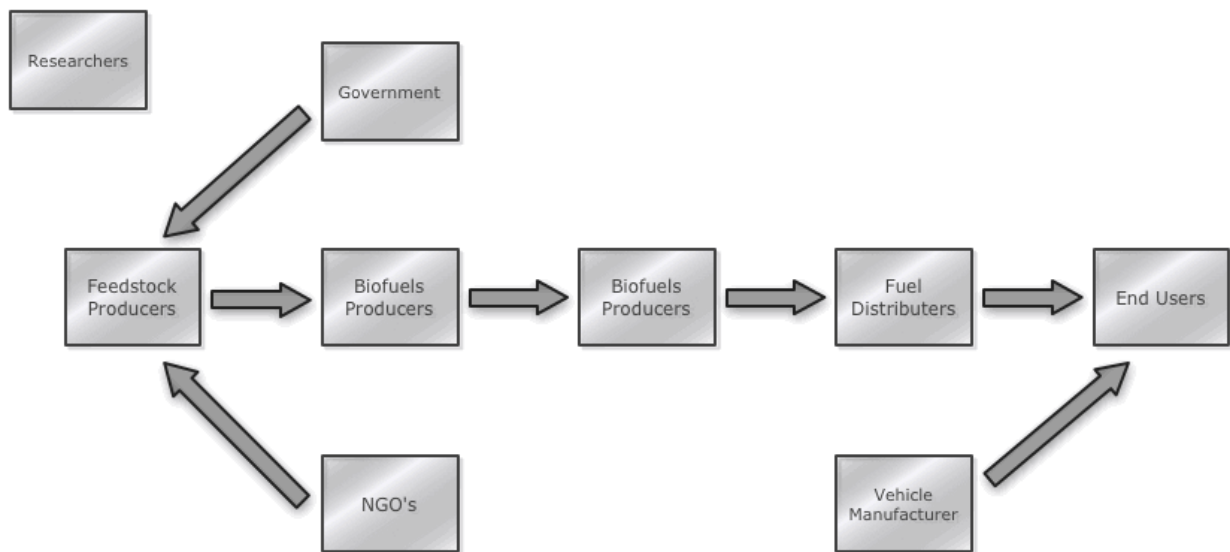 Researchers
Government
Feedstock
Producers
Biofuels
Producers
Biofuels
Producers
Fuel
Distributers
End Users
NGO's
Vehicle
Manufacturer